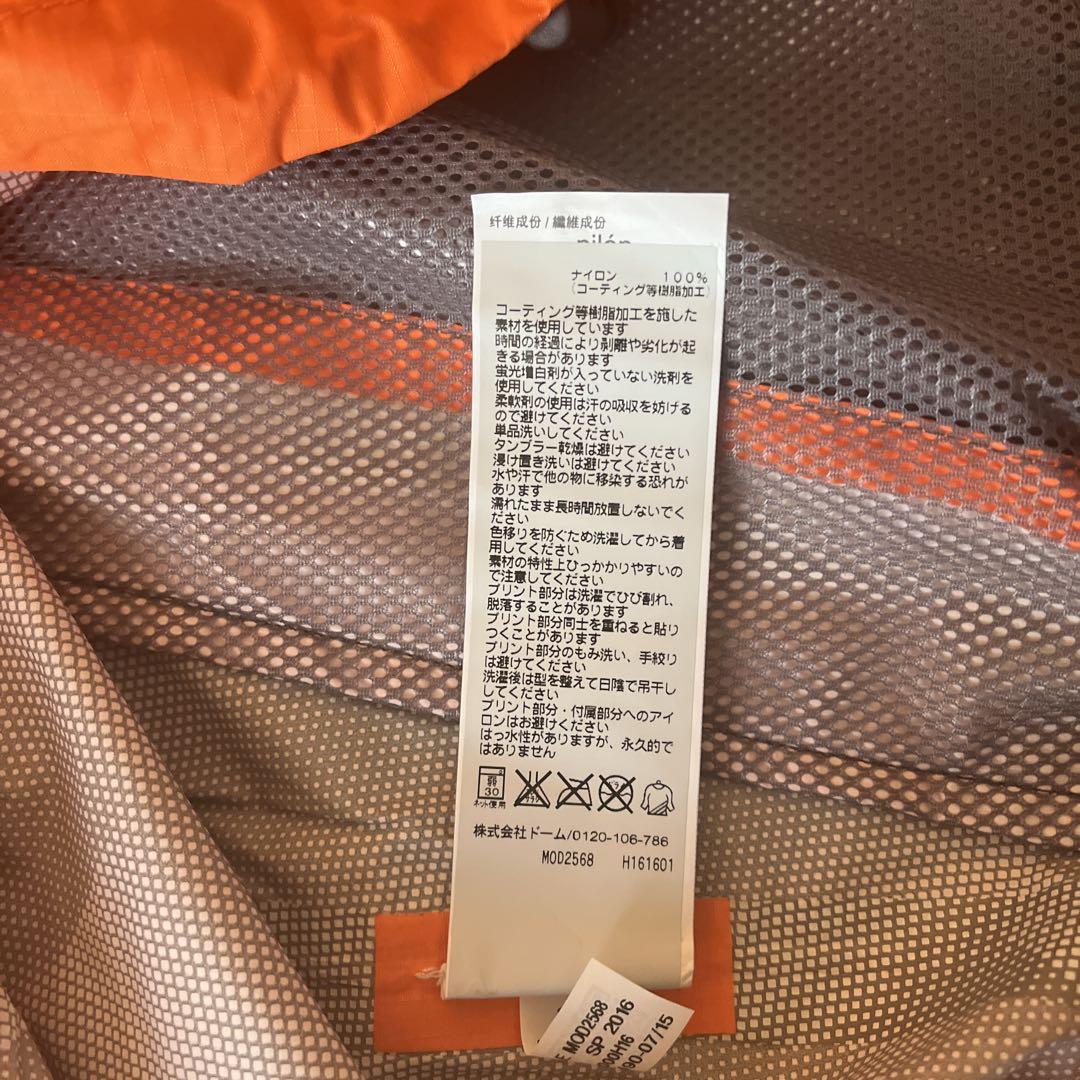 纤维成份 / 繊維成份
nilón
ナイロン 100%
(コーティング等樹脂加工)
コーティング等樹脂加工を施した
素材を使用しています
時間の経過により剥離や劣化が起
きる場合があります
蛍光増白剤が入っていない洗剤を
使用してください
柔軟剤の使用は汗の吸収を妨げる
ので避けてください
単品洗いしてください
タンブラー乾燥は避けてください
浸け置き洗いは避けてください
水や汗で他の物に移染する恐れが
あります
濡れたまま長時間放置しないでく
ださい
色移りを防ぐため洗濯してから着
用してください
素材の特性上ひっかかりやすいの
で注意してください
プリント部分は洗濯でひび割れ、
脱落することがあります
プリント部分同士を重ねると貼り
つくことがあります
プリント部分のもみ洗い、手絞り
は避けてください
洗濯後は型を整えて日陰で吊干し
してください
プリント部分・付属部分へのアイ
ロンはお避けください
はっ水性がありますが、永久的で
はありません
弱
30
ネット使用
株式会社ドーム/0120-106-786
MOD2568 H161601
MOD2568
SP 2016
00H16
90-07/15